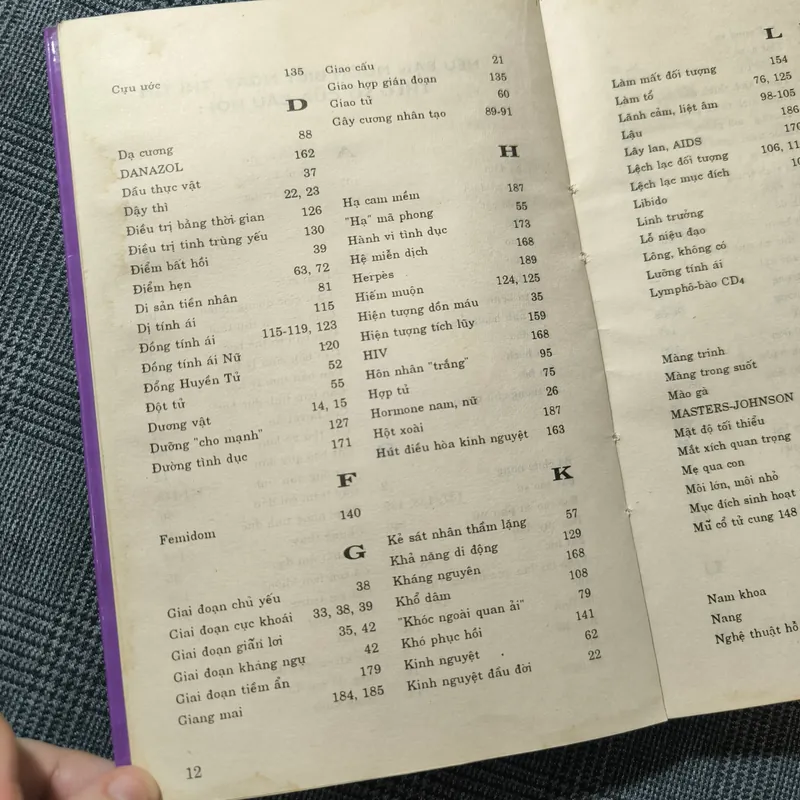 Cựu ước 135
D
Dạ cương 88
DANAZOL 162
Dầu thực vật 37
Dậy thì 22, 23
Điều trị bằng thời gian 126
Điều trị tinh trùng yếu 130
Điểm bất hồi 39
Điểm hẹn 63, 72
Di sản tiền nhân 81
Dị tính ái 115
Đồng tính ái 115-119, 123
Đồng tính ái Nữ 120
Đổng Huyền Tử 52
Đột tử 55
Dương vật 14, 15
Dưỡng "cho mạnh" 127
Đường tình dục 171
F
Femidom 140
G
Giai đoạn chủ yếu 38
Giai đoạn cực khoái 33, 38, 39
Giai đoạn giãn lơi 35, 42
Giai đoạn kháng ngự 42
Giai đoạn tiềm ẩn 179
Giang mai 184, 185
12
Giao cấu 21
Giao hợp gián đoạn 135
Giao tử 60
Gây cương nhân tạo 89-91
H
Hạ cam mềm 187
"Hạ" mã phong 55
Hành vi tình dục 173
Hệ miễn dịch 168
Herpès 189
Hiếm muộn 124, 125
Hiện tượng dồn máu 35
Hiện tượng tích lũy 159
HIV 168
Hôn nhân "trắng" 95
Hợp tử 75
Hormone nam, nữ 26
Hột xoài 187
Hút điều hòa kinh nguyệt 163
K
Kẻ sát nhân thầm lặng 57
Khả năng di động 129
Kháng nguyên 168
Khổ dâm 108
"Khóc ngoài quan ải" 79
Khó phục hồi 141
Kinh nguyệt 62
Kinh nguyệt đầu đời 22
L
Làm mất đối tượng 154
Làm tổ 76, 125
Lãnh cảm, liệt âm 98-105
Lậu 186
Lây lan, AIDS
Lệch lạc đối tượng 106,
Lệch lạc mục đích
Libido
Linh trưởng
Lỗ niệu đạo
Lông, không có
Lưỡng tính ái
Lymphô-bào CD4
Màng trinh
Màng trong suốt
Mào gà
MASTERS-JOHNSON
Mật độ tối thiểu
Mắt xích quan trọng
Mẹ qua con
Môi lớn, môi nhỏ
Mục đích sinh hoạt
Mũ cổ tử cung 148
Nam khoa
Nang
Nghệ thuật hỗ